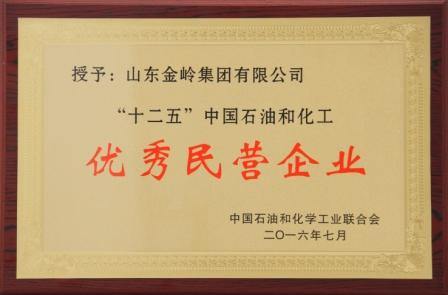 授予：山东金岭集团有限公司
“十二五”中国石油和化工
优秀民营企业
中国石油和化学工业联合会
二〇一六年七月